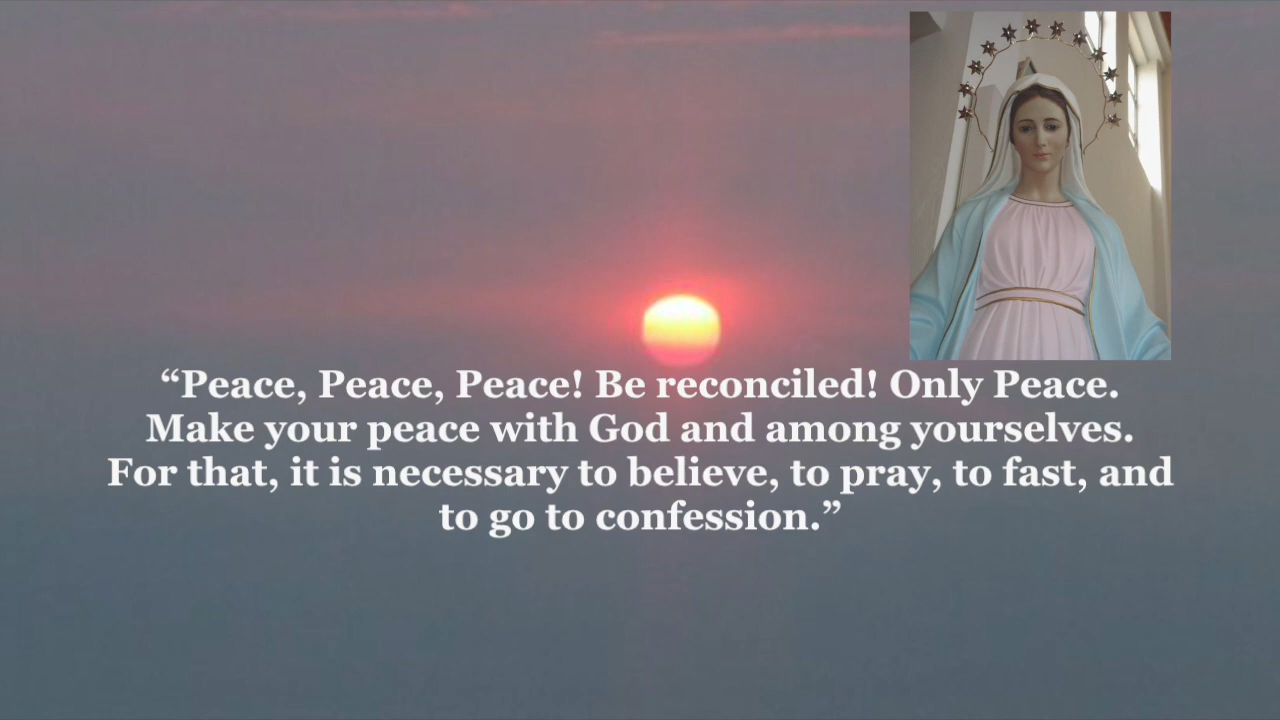 “Peace, Peace, Peace! Be reconciled! Only Peace.
Make your peace with God and among yourselves.
For that, it is necessary to believe, to pray, to fast, and
to go to confession.”